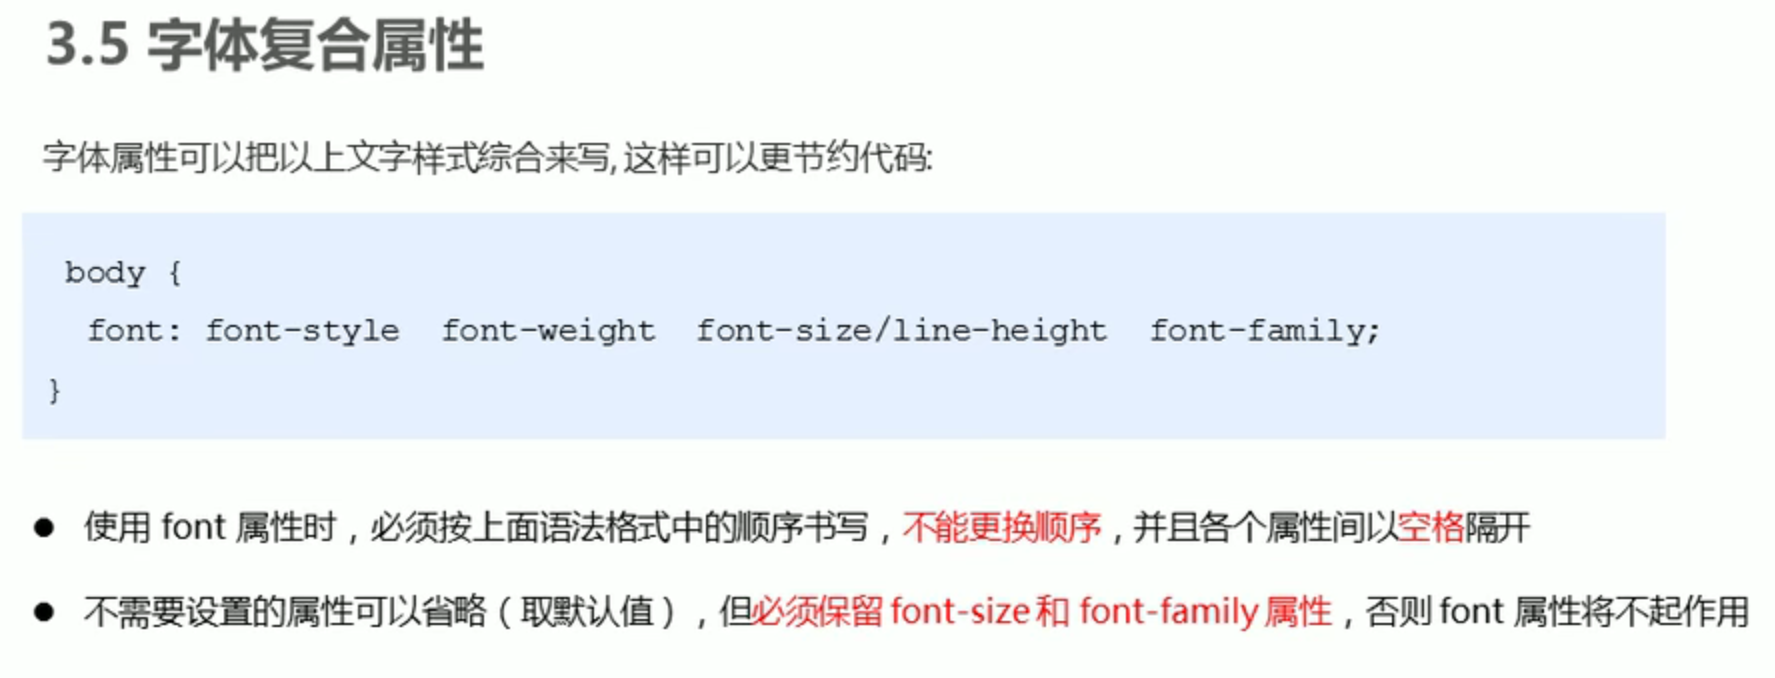 3.5 字体复合属性
字体属性可以把以上文字样式综合来写, 这样可以更节约代码:
body {
font: font-style font-weight font-size/line-height font-family;
}
● 使用 font 属性时，必须按上面语法格式中的顺序书写，不能更换顺序，并且各个属性间以空格隔开
● 不需要设置的属性可以省略（取默认值），但必须保留 font-size 和 font-family 属性，否则 font 属性将不起作用